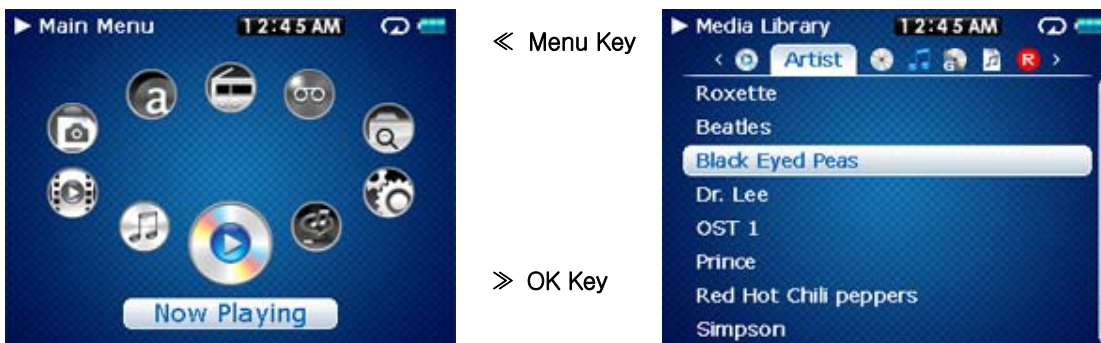 Main Menu 12:45 AM
a
Now Playing
≪ Menu Key
≫ OK Key
Media Library 12:45 AM
< Artist G R >
Roxette
Beatles
Black Eyed Peas
Dr. Lee
OST 1
Prince
Red Hot Chili peppers
Simpson